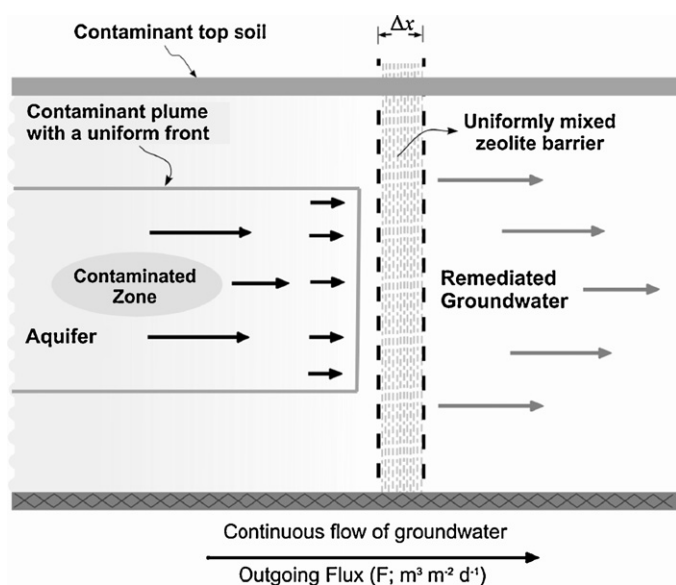 Δx
Contaminant top soil
Contaminant plume
with a uniform front
Uniformly mixed
zeolite barrier
Contaminated
Zone
Remediated
Groundwater
Aquifer
Continuous flow of groundwater
Outgoing Flux (F; m³ m⁻² d⁻¹)